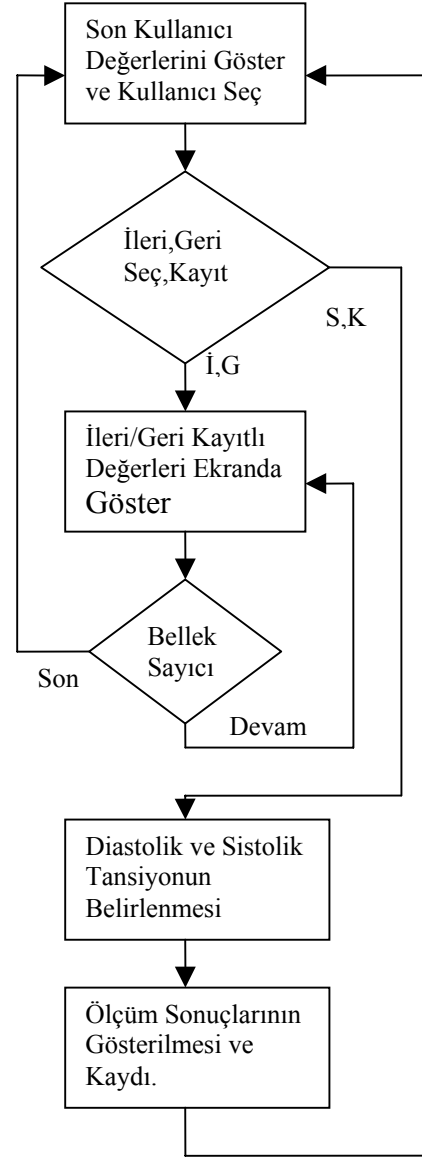 Son Kullanıcı
Değerlerini Göster
ve Kullanıcı Seç
İleri,Geri
Seç,Kayıt
S,K
İ,G
İleri/Geri Kayıtlı
Değerleri Ekranda
Göster
Bellek
Sayıcı
Son
Devam
Diastolik ve Sistolik
Tansiyonun
Belirlenmesi
Ölçüm Sonuçlarının
Gösterilmesi ve
Kaydı.